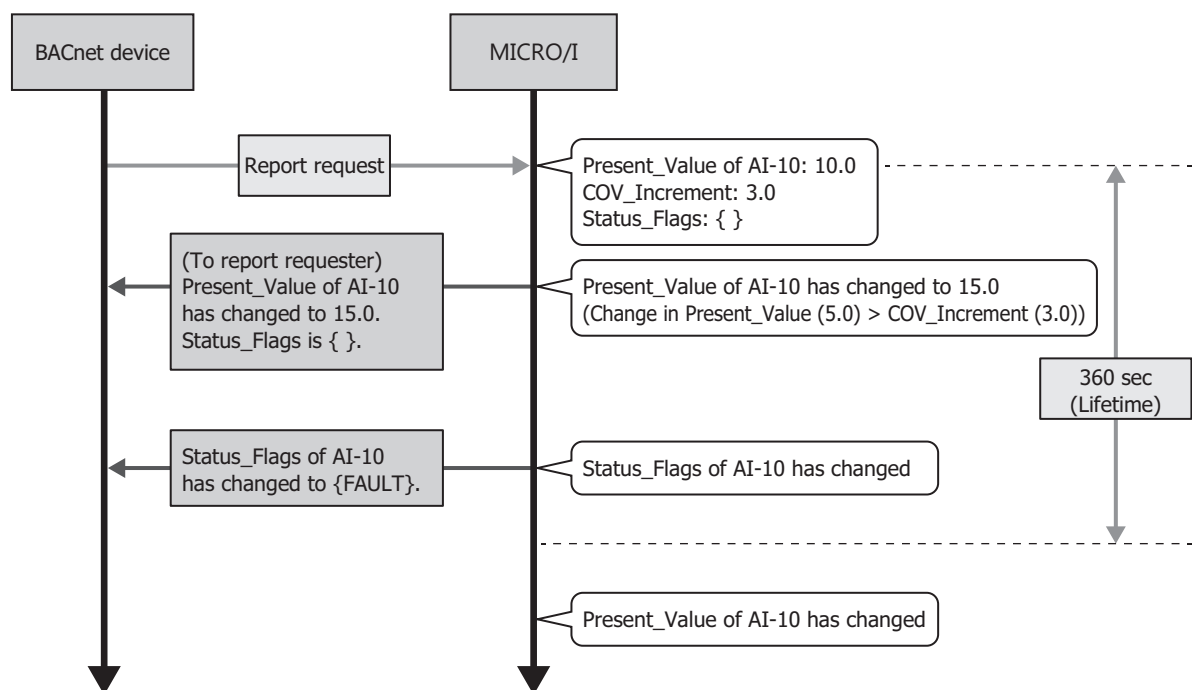 BACnet device
MICRO/I
Report request
Present_Value of AI-10: 10.0
COV_Increment: 3.0
Status_Flags: { }
(To report requester)
Present_Value of AI-10
has changed to 15.0.
Status_Flags is { }.
Present_Value of AI-10 has changed to 15.0
(Change in Present_Value (5.0) > COV_Increment (3.0))
360 sec
(Lifetime)
Status_Flags of AI-10
has changed to {FAULT}.
Status_Flags of AI-10 has changed
Present_Value of AI-10 has changed